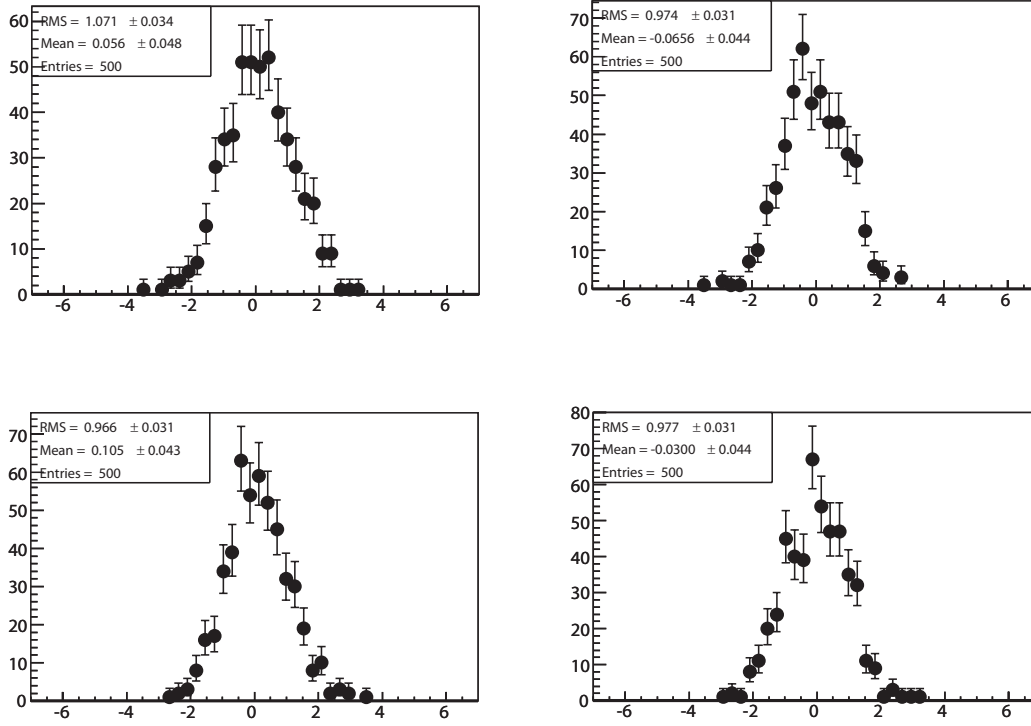 RMS = 1.071 ± 0.034
Mean = 0.056 ± 0.048
Entries = 500
60
50
40
30
20
10
0
-6 -4 -2 0 2 4 6
RMS = 0.974 ± 0.031
Mean = -0.0656 ± 0.044
Entries = 500
70
60
50
40
30
20
10
0
-6 -4 -2 0 2 4 6
RMS = 0.966 ± 0.031
Mean = 0.105 ± 0.043
Entries = 500
70
60
50
40
30
20
10
0
-6 -4 -2 0 2 4 6
RMS = 0.977 ± 0.031
Mean = -0.0300 ± 0.044
Entries = 500
80
70
60
50
40
30
20
10
0
-6 -4 -2 0 2 4 6